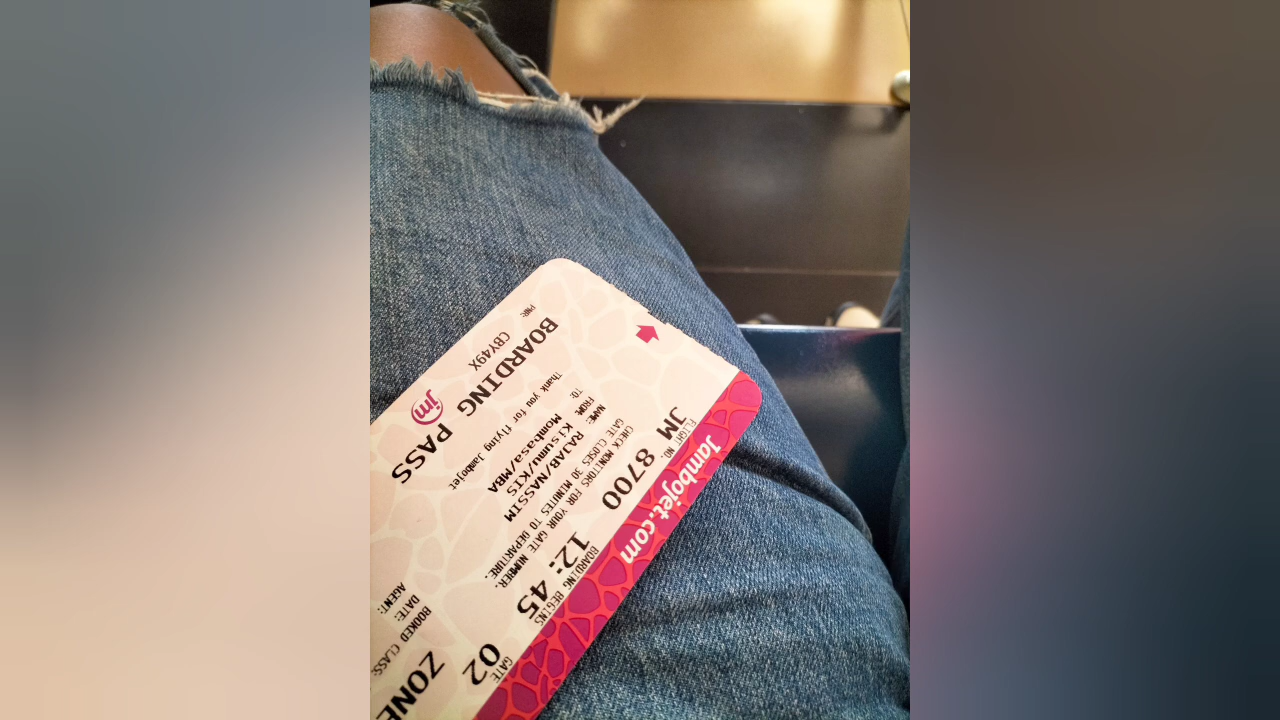 Jambojet.com
FLIGHT NO. BOARDING BEGINS GATE
JM 8700 12:45 02
CHECK MONITORS FOR YOUR GATE NUMBER.
GATE CLOSES 30 MINUTES TO DEPARTURE.
NAME: RAJAB/NASSIM
FROM: Kisumu/KIS
TO: Mombasa/MBA
Thank you for flying Jambojet
BOARDING PASS
jm
PNR: CBY49X
ZONE
BOOKED CLASS:
DATE:
AGENT: